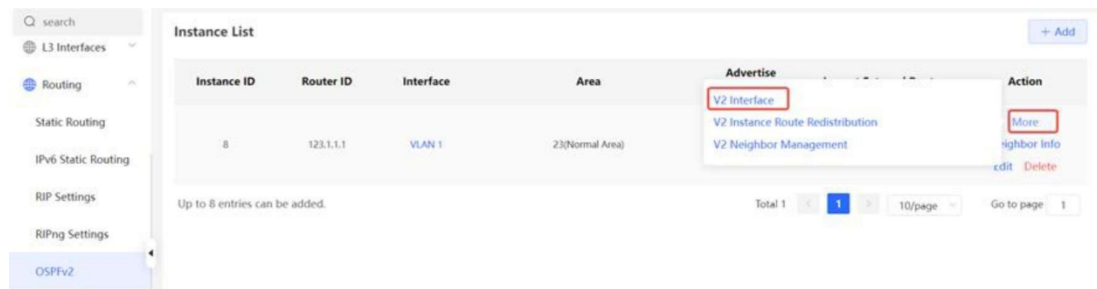 search
L3 Interfaces
Routing
Static Routing
IPv6 Static Routing
RIP Settings
RIPng Settings
OSPFv2
Instance List
+ Add
Instance ID Router ID Interface Area Advertise Action
8 123.1.1.1 VLAN 1 23(Normal Area)
V2 Interface
V2 Instance Route Redistribution
V2 Neighbor Management
More
Info
Edit Delete
Up to 8 entries can be added.
Total 1 1 10/page Go to page 1